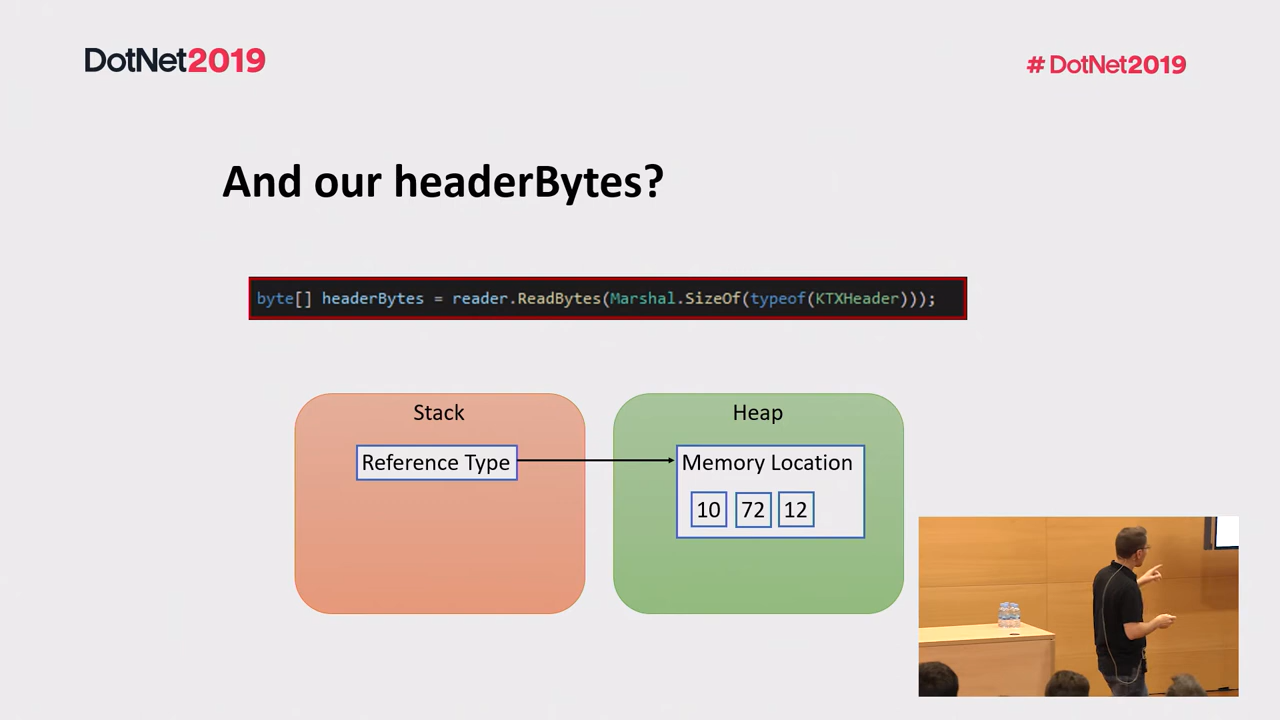 DotNet2019
# DotNet2019
And our headerBytes?
byte[] headerBytes = reader.ReadBytes(Marshal.SizeOf(typeof(KTXHeader)));
Stack
Heap
Reference Type
Memory Location
10 72 12